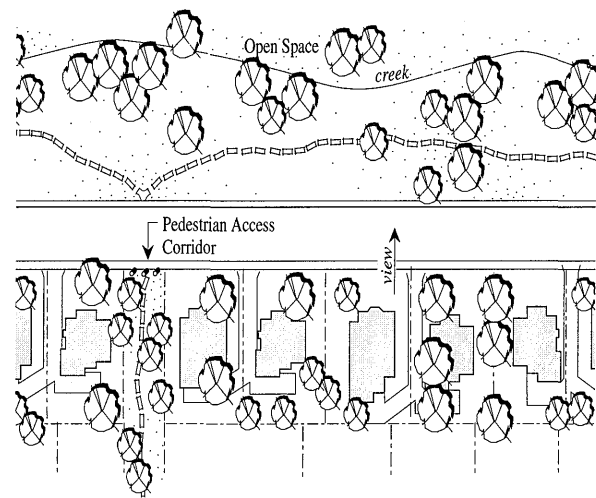 Open Space
creek
Pedestrian Access
Corridor
view